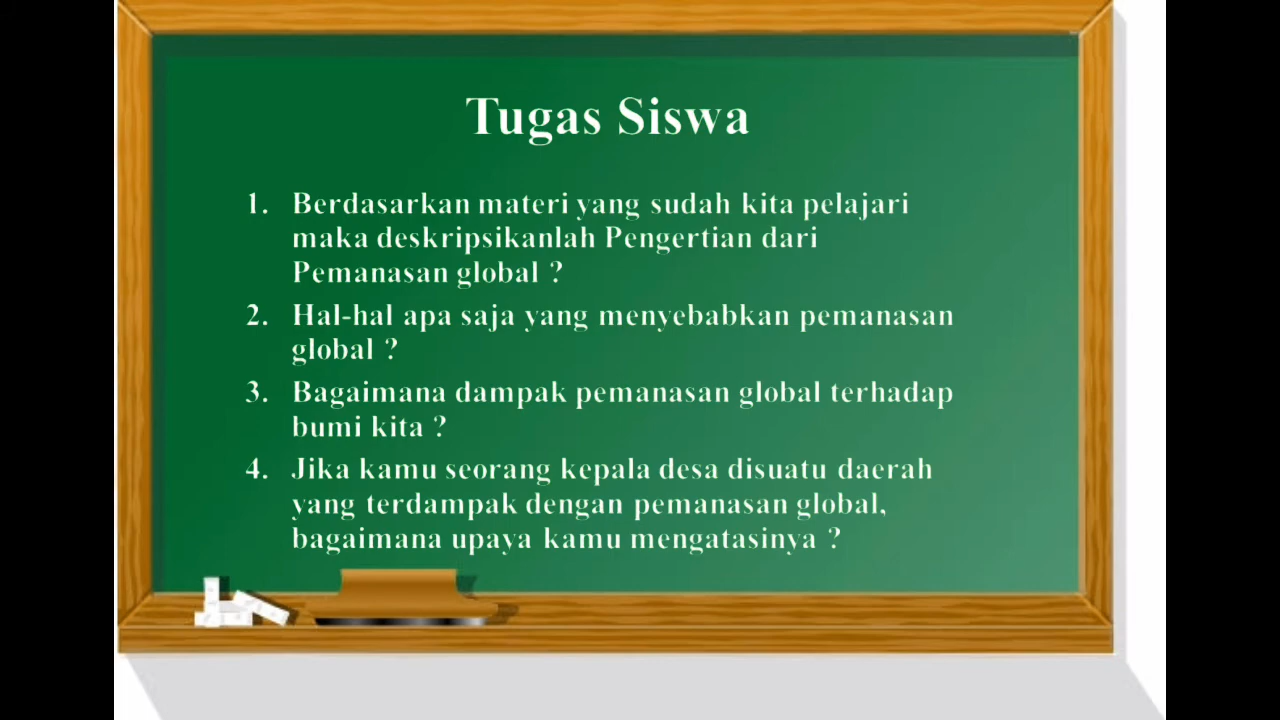 Tugas Siswa
1. Berdasarkan materi yang sudah kita pelajari
maka deskripsikanlah Pengertian dari
Pemanasan global ?
2. Hal-hal apa saja yang menyebabkan pemanasan
global ?
3. Bagaimana dampak pemanasan global terhadap
bumi kita ?
4. Jika kamu seorang kepala desa disuatu daerah
yang terdampak dengan pemanasan global,
bagaimana upaya kamu mengatasinya ?